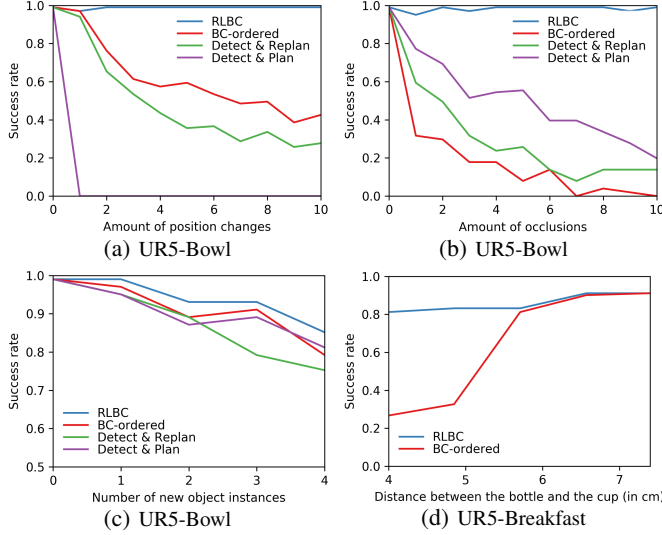 1.0
0.8
0.6
0.4
0.2
0.0
Success rate
RLBC
BC-ordered
Detect & Replan
Detect & Plan
0 2 4 6 8 10
Amount of position changes
(a) UR5-Bowl
1.0
0.8
0.6
0.4
0.2
0.0
Success rate
RLBC
BC-ordered
Detect & Replan
Detect & Plan
0 2 4 6 8 10
Amount of occlusions
(b) UR5-Bowl
1.0
0.9
0.8
0.7
0.6
0.5
Success rate
RLBC
BC-ordered
Detect & Replan
Detect & Plan
0 1 2 3 4
Number of new object instances
(c) UR5-Bowl
1.0
0.8
0.6
0.4
0.2
0.0
Success rate
RLBC
BC-ordered
4 5 6 7
Distance between the bottle and the cup (in cm)
(d) UR5-Breakfast